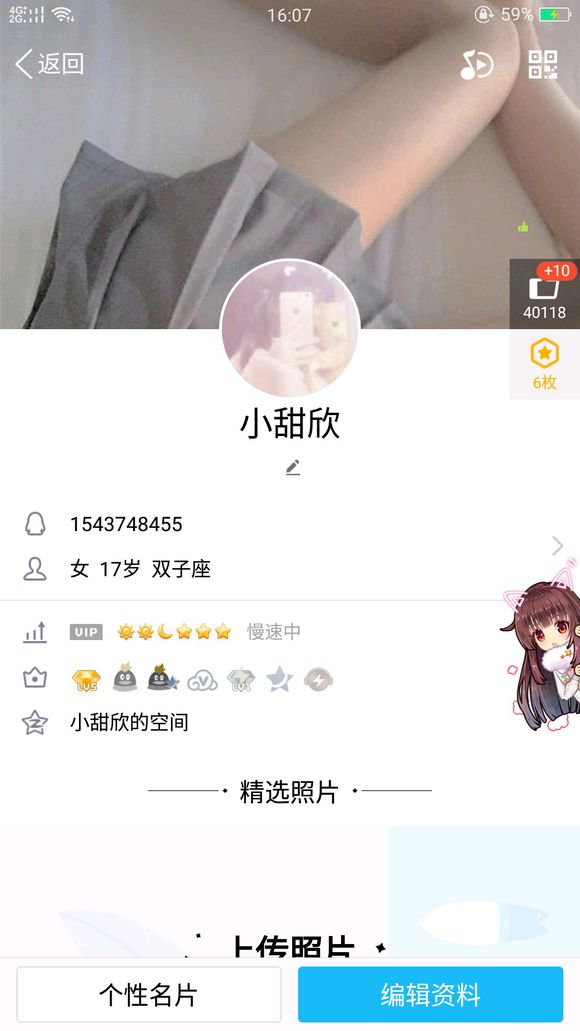 4G 2G 16:07 59%
返回
+10
40118
6枚
小甜欣
1543748455
女 17岁 双子座
VIP 慢速中
LV5 LV1
小甜欣的空间
精选照片
上传照片
个性名片 编辑资料